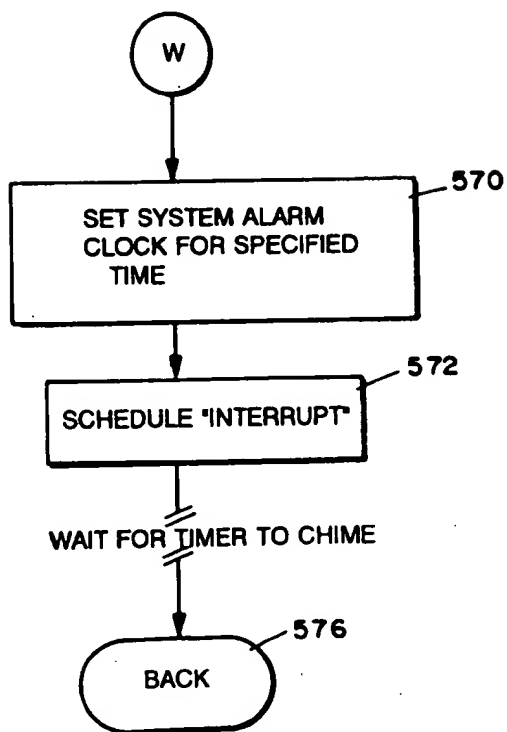 W
570
SET SYSTEM ALARM
CLOCK FOR SPECIFIED
TIME
572
SCHEDULE "INTERRUPT"
WAIT FOR TIMER TO CHIME
576
BACK